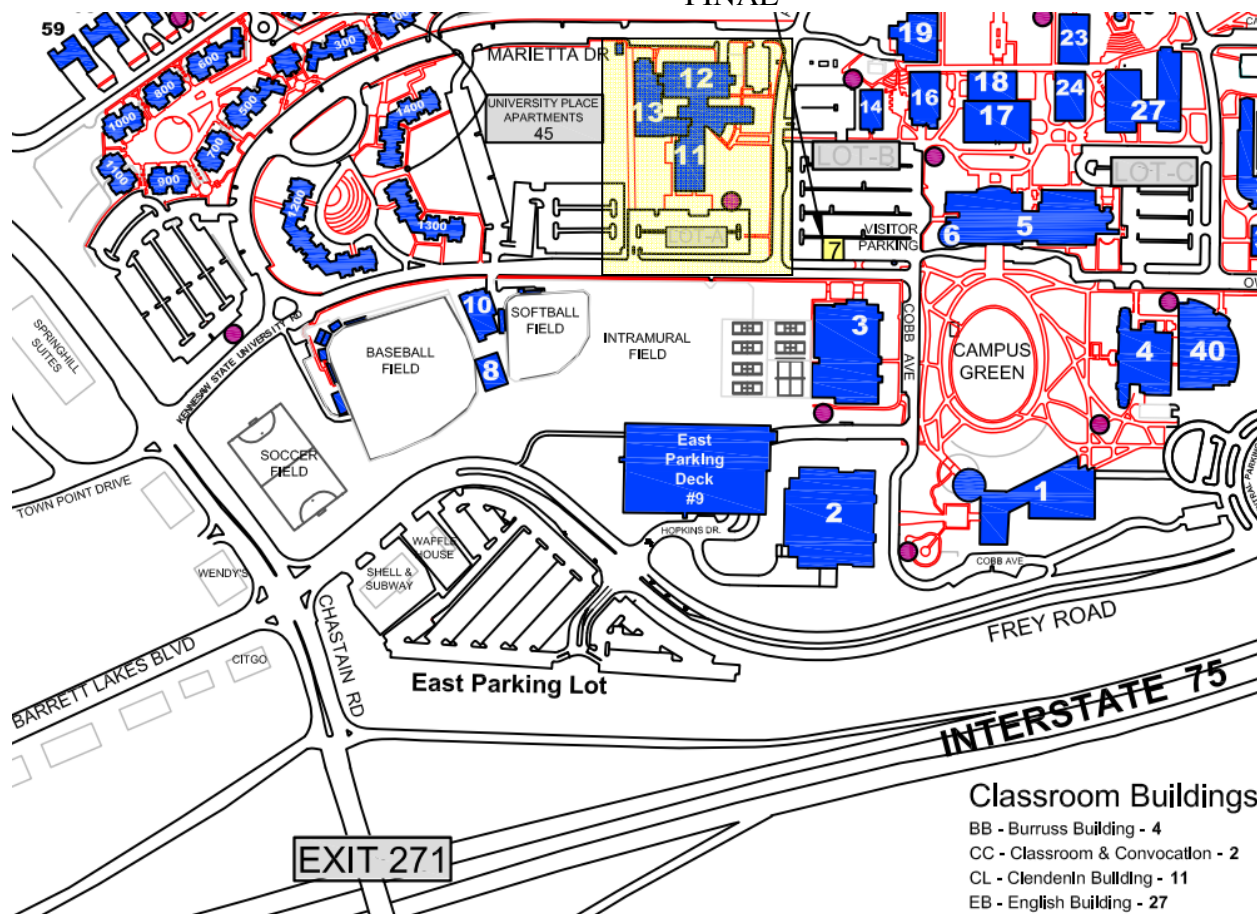 FINAL
59
600
300
100
19
23
MARIETTA DR
800
500
1400
12
13
18
24
14
16
17
27
1000
UNIVERSITY PLACE
APARTMENTS
45
700
11
LOT-B
LOT-C
1100
900
1200
1300
LOT-A
VISITOR
PARKING
7
6
5
SPRINGHILL
SUITES
KENNESAW STATE UNIVERSITY RD
10
SOFTBALL
FIELD
BASEBALL
FIELD
8
INTRAMURAL
FIELD
3
COBB AVE
CAMPUS
GREEN
4
40
SOCCER
FIELD
East
Parking
Deck
#9
TOWN POINT DRIVE
2
1
HOPKINS DR.
WAFFLE
HOUSE
SHELL &
SUBWAY
WENDY'S
COBB AVE
CHASTAIN RD
FREY ROAD
CITGO
BARRETT LAKES BLVD
East Parking Lot
INTERSTATE 75
EXIT 271
Classroom Buildings
BB - Burruss Building - 4
CC - Classroom & Convocation - 2
CL - Clendenin Building - 11
EB - English Building - 27